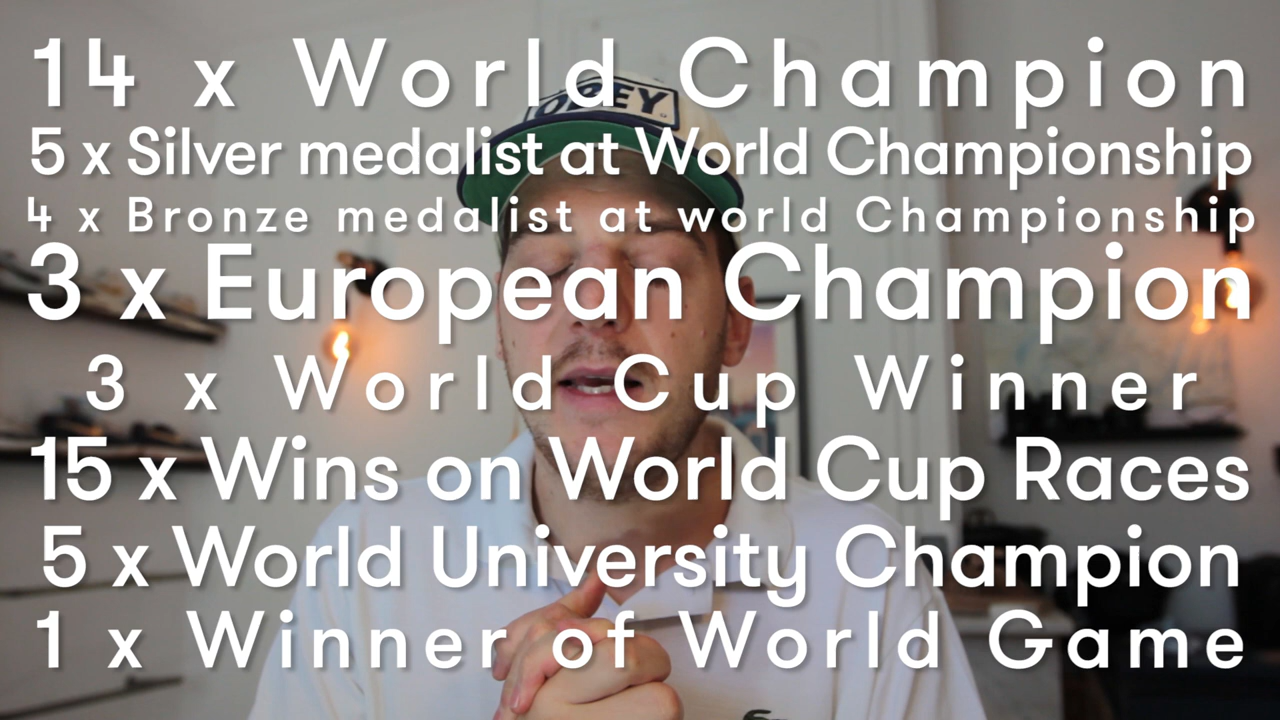 14 x World Champion
OBEY
5 x Silver medalist at World Championship
4 x Bronze medalist at world Championship
3 x European Champion
3 x World Cup Winner
15 x Wins on World Cup Races
5 x World University Champion
1 x Winner of World Game